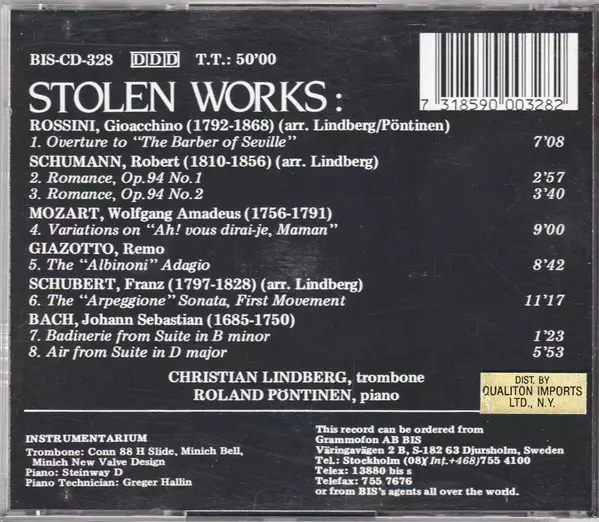 BIS-CD-328 DDD T.T.: 50'00
STOLEN WORKS:
7 318590 003282
ROSSINI, Gioacchino (1792-1868) (arr. Lindberg/Pöntinen)
1. Overture to "The Barber of Seville" 7'08
SCHUMANN, Robert (1810-1856) (arr. Lindberg)
2. Romance, Op.94 No.1 2'57
3. Romance, Op.94 No.2 3'40
MOZART, Wolfgang Amadeus (1756-1791)
4. Variations on "Ah! vous dirai-je, Maman" 9'00
GIAZOTTO, Remo
5. The "Albinoni" Adagio 8'42
SCHUBERT, Franz (1797-1828) (arr. Lindberg)
6. The "Arpeggione" Sonata, First Movement 11'17
BACH, Johann Sebastian (1685-1750)
7. Badinerie from Suite in B minor 1'23
8. Air from Suite in D major 5'53
CHRISTIAN LINDBERG, trombone
ROLAND PÖNTINEN, piano
DIST. BY
QUALITON IMPORTS
LTD., N.Y.
INSTRUMENTARIUM
Trombone: Conn 88 H Slide, Minich Bell,
Minich New Valve Design
Piano: Steinway D
Piano Technician: Greger Hallin
This record can be ordered from
Grammofon AB BIS
Väringavägen 2 B, S-182 63 Djursholm, Sweden
Tel.: Stockholm (08) (Int.+468) 755 4100
Telex: 13880 bis s
Telefax: 755 7676
or from BIS's agents all over the world.